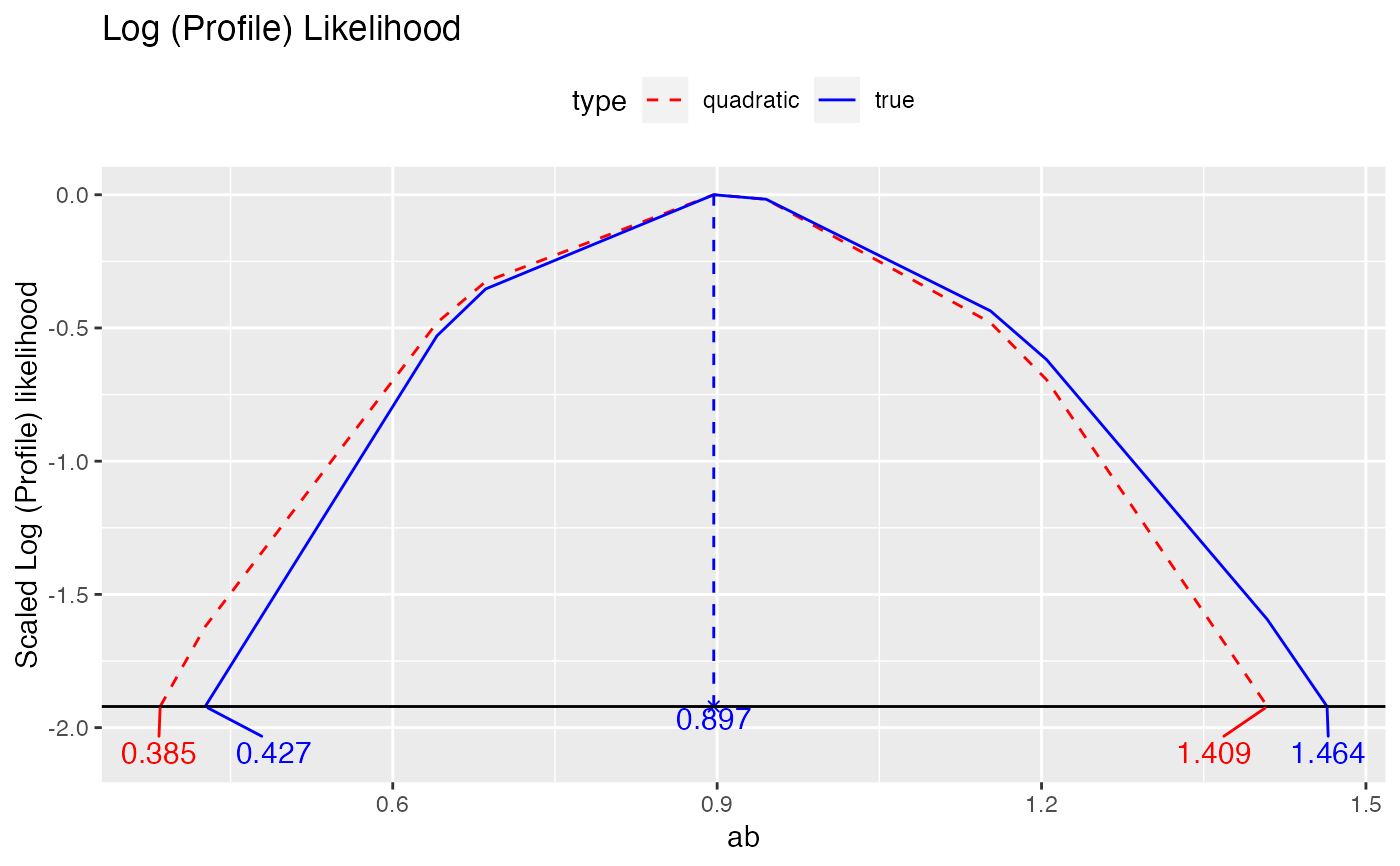 Log (Profile) Likelihood
type quadratic true
Scaled Log (Profile) likelihood
0.0
-0.5
-1.0
-1.5
-2.0
0.897
0.385 0.427 1.409 1.464
0.6 0.9 1.2 1.5
ab